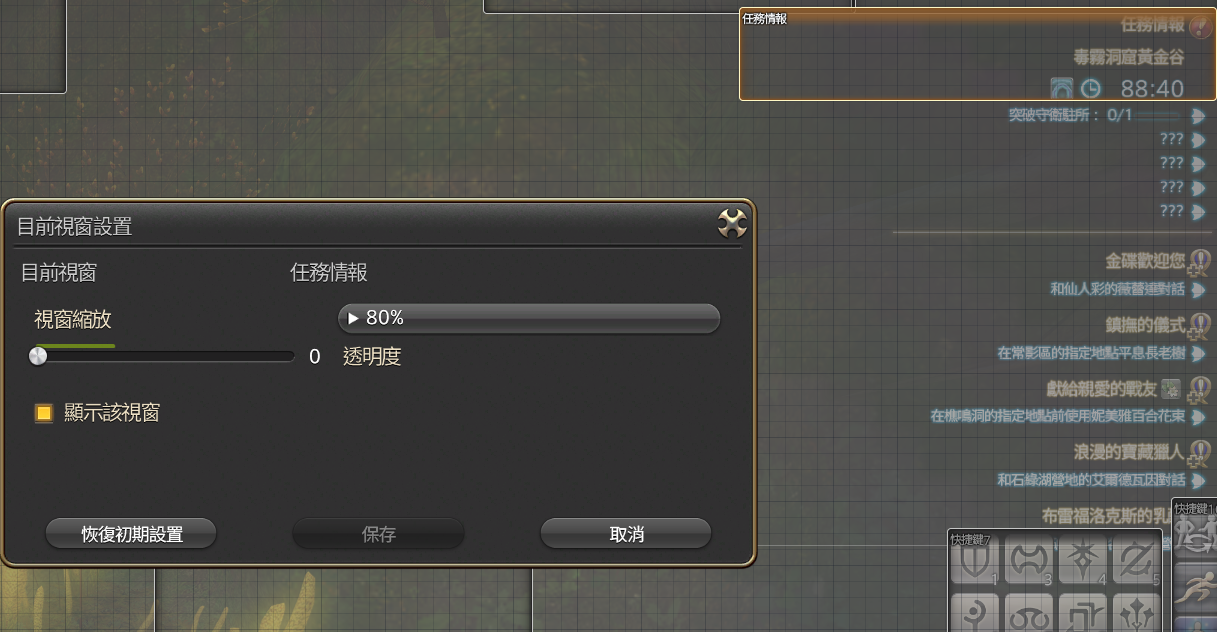 任務情報
任務情報
毒霧洞窟黃金谷
88:40
突破守衛駐所： 0/1
???
???
???
???
目前視窗設置
目前視窗 任務情報
視窗縮放 80%
0 透明度
顯示該視窗
恢復初期設置 保存 取消
金碟歡迎您
和仙人彩的薇薔達對話
鎮撫的儀式
在常影區的指定地點平息長老樹
獻給親愛的戰友
在樵鳴洞的指定地點前使用妮美雅百合花束
浪漫的寶藏獵人
和石綠湖營地的艾爾德瓦因對話
布雷福洛克斯的乳
快捷鍵7
1 3 4 5
快捷鍵1